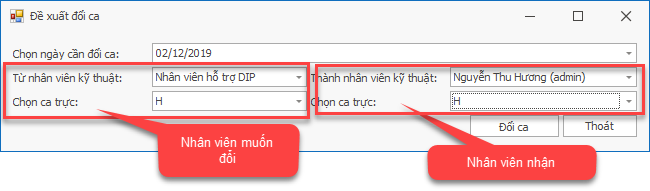 Đề xuất đổi ca
Chọn ngày cần đổi ca: 02/12/2019
Từ nhân viên kỹ thuật: Nhân viên hỗ trợ DIP Thành nhân viên kỹ thuật: Nguyễn Thu Hương (admin)
Chọn ca trực: H Chọn ca trực: H
Đổi ca Thoát
Nhân viên muốn
đổi
Nhân viên nhận